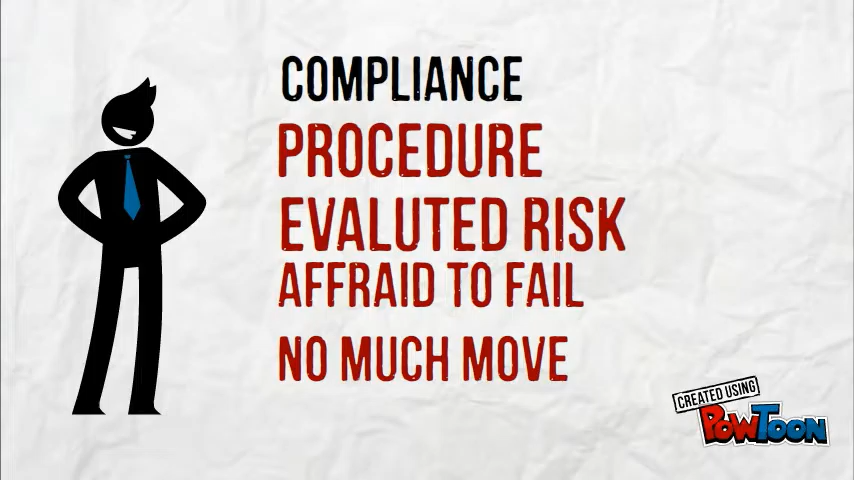 COMPLIANCE
PROCEDURE
EVALUTED RISK
AFFRAID TO FAIL
NO MUCH MOVE
CREATED USING
POWTOON